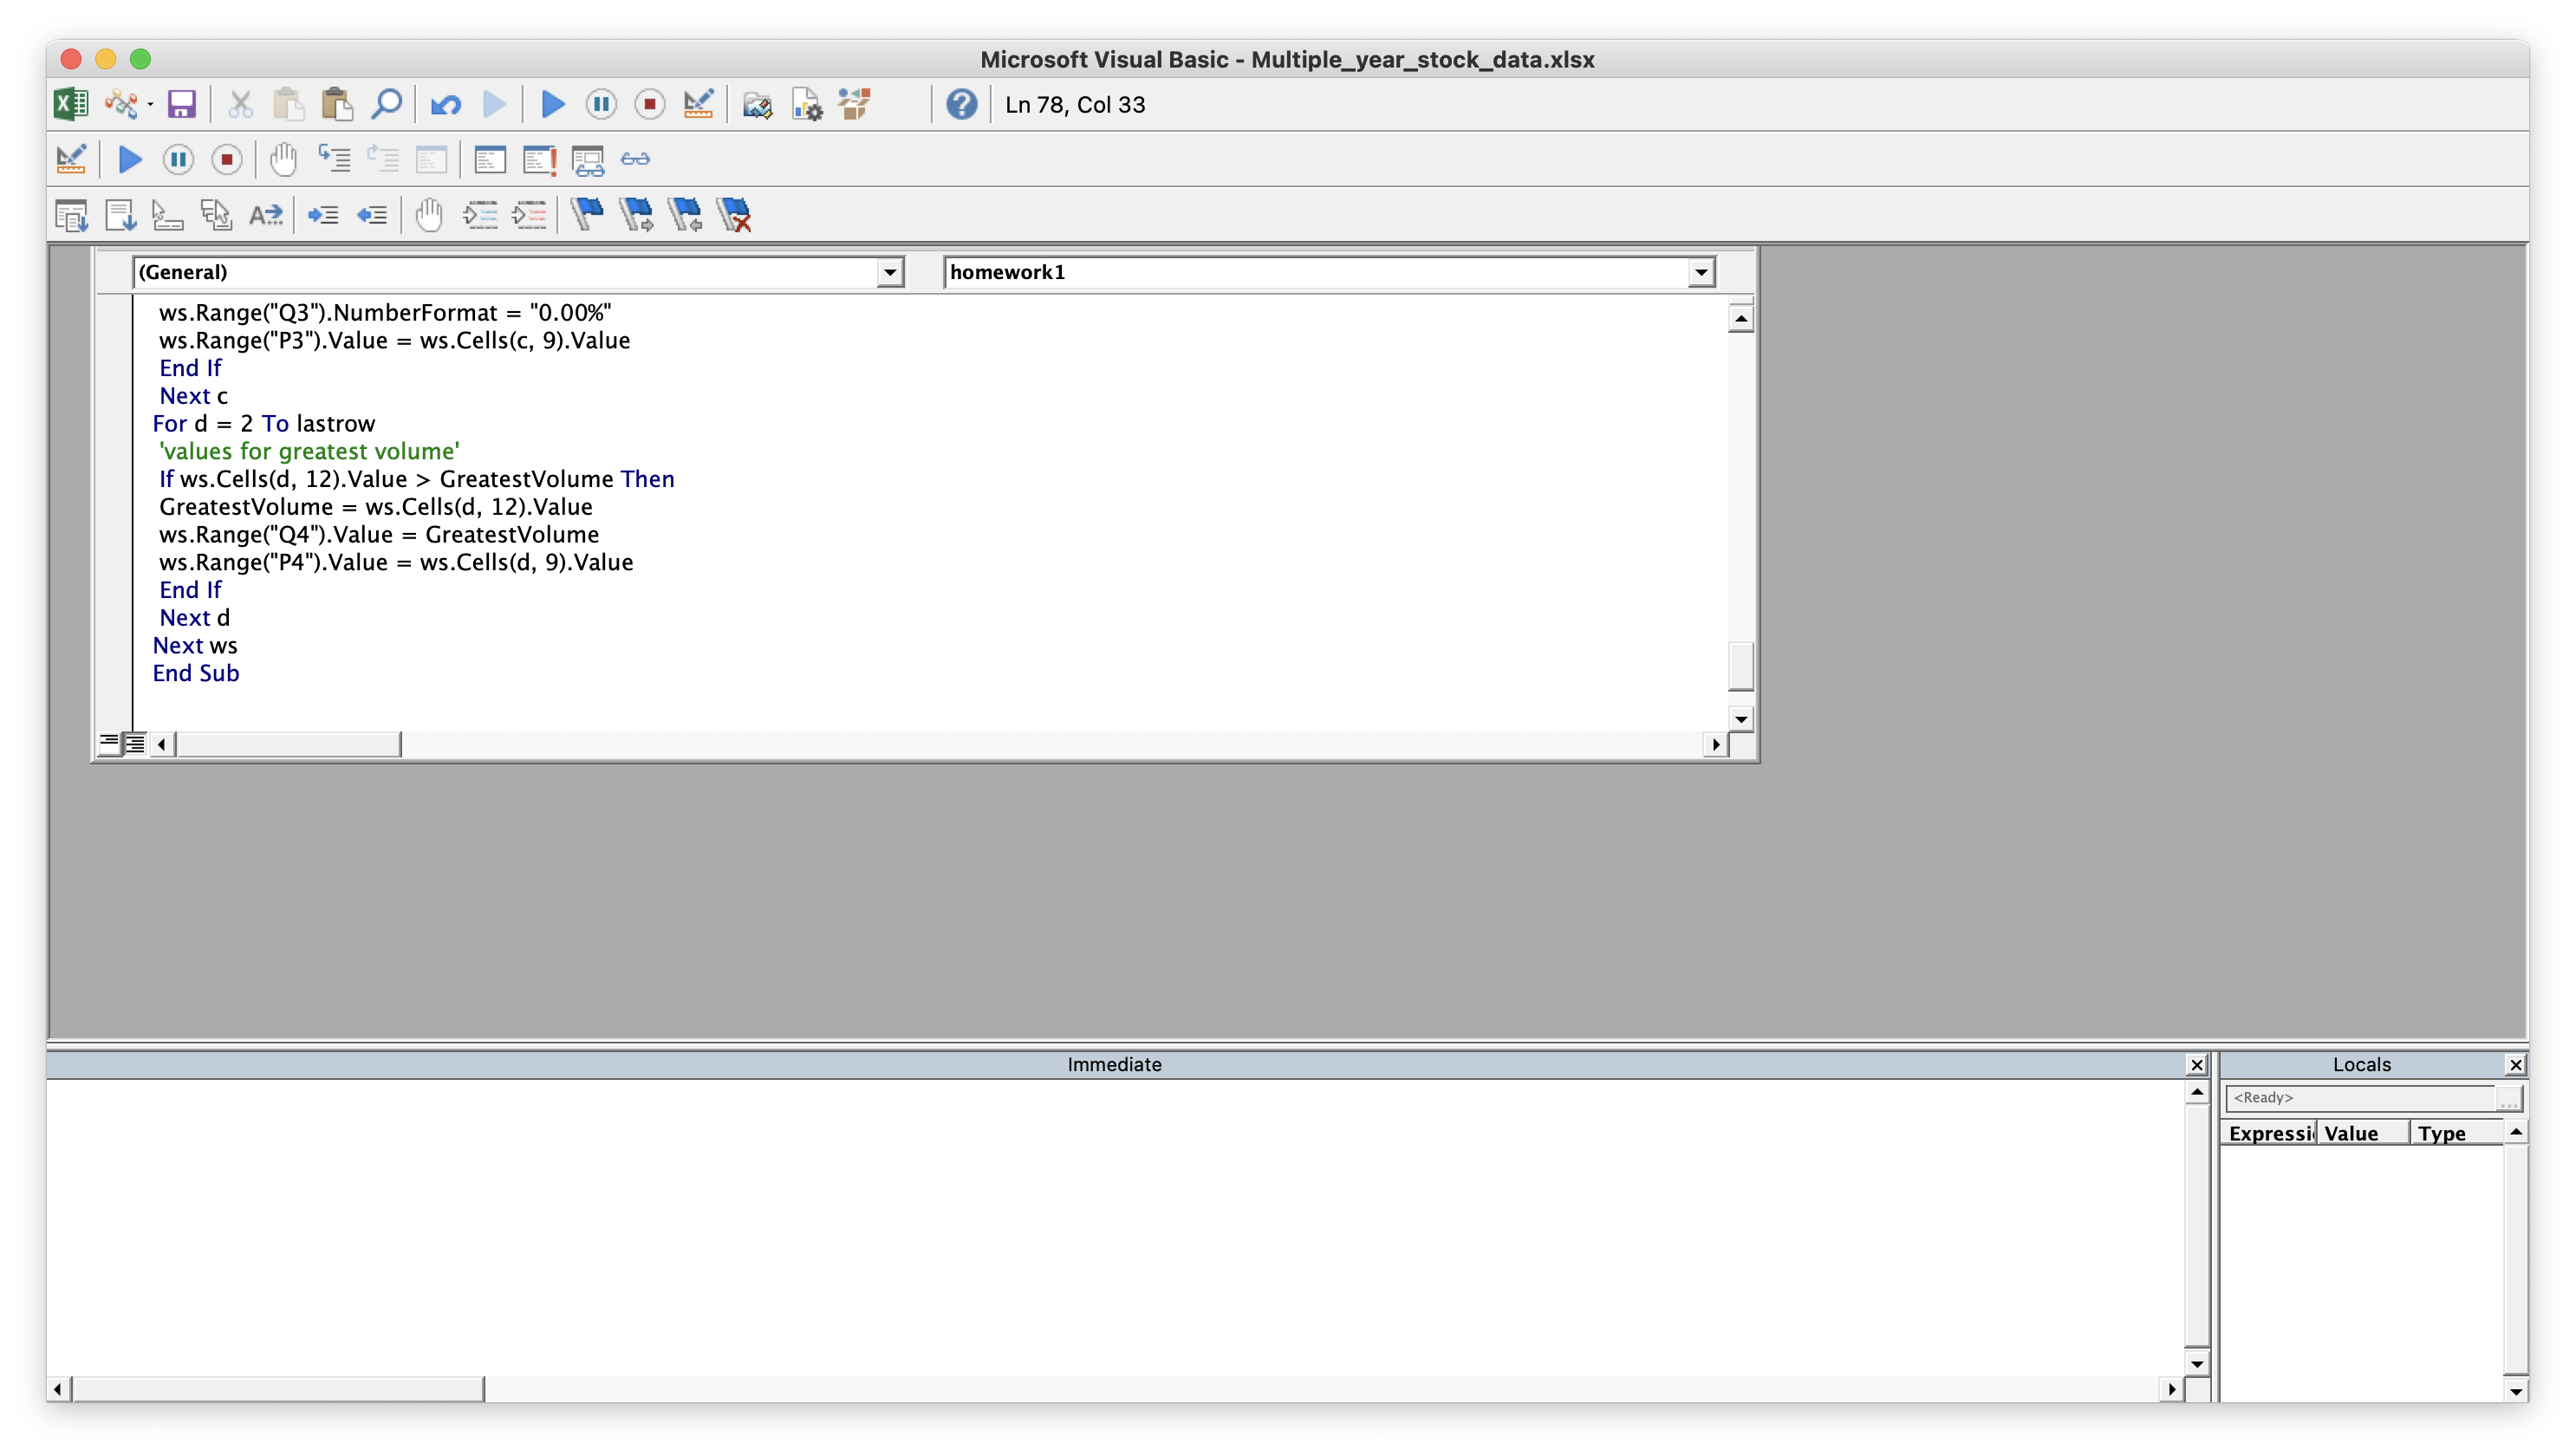 Microsoft Visual Basic - Multiple_year_stock_data.xlsx
Ln 78, Col 33
(General)
homework1
ws.Range("Q3").NumberFormat = "0.00%"
ws.Range("P3").Value = ws.Cells(c, 9).Value
End If
Next c
For d = 2 To lastrow
'values for greatest volume'
If ws.Cells(d, 12).Value > GreatestVolume Then
GreatestVolume = ws.Cells(d, 12).Value
ws.Range("Q4").Value = GreatestVolume
ws.Range("P4").Value = ws.Cells(d, 9).Value
End If
Next d
Next ws
End Sub
Immediate
Locals
<Ready>
...
Expressi Value Type